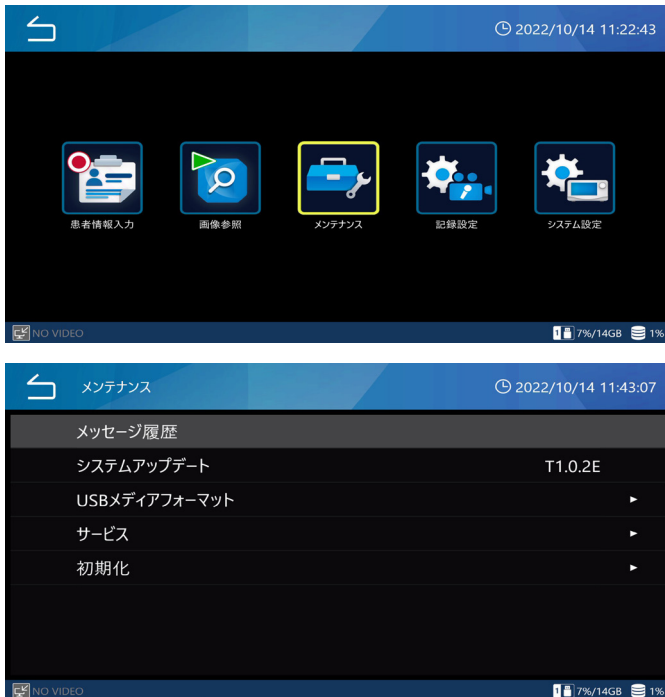 2022/10/14 11:22:43
患者情報入力
画像参照
メンテナンス
記録設定
システム設定
NO VIDEO
1 7%/14GB 1%
メンテナンス
2022/10/14 11:43:07
メッセージ履歴
システムアップデート T1.0.2E
USBメディアフォーマット
サービス
初期化
NO VIDEO
1 7%/14GB 1%